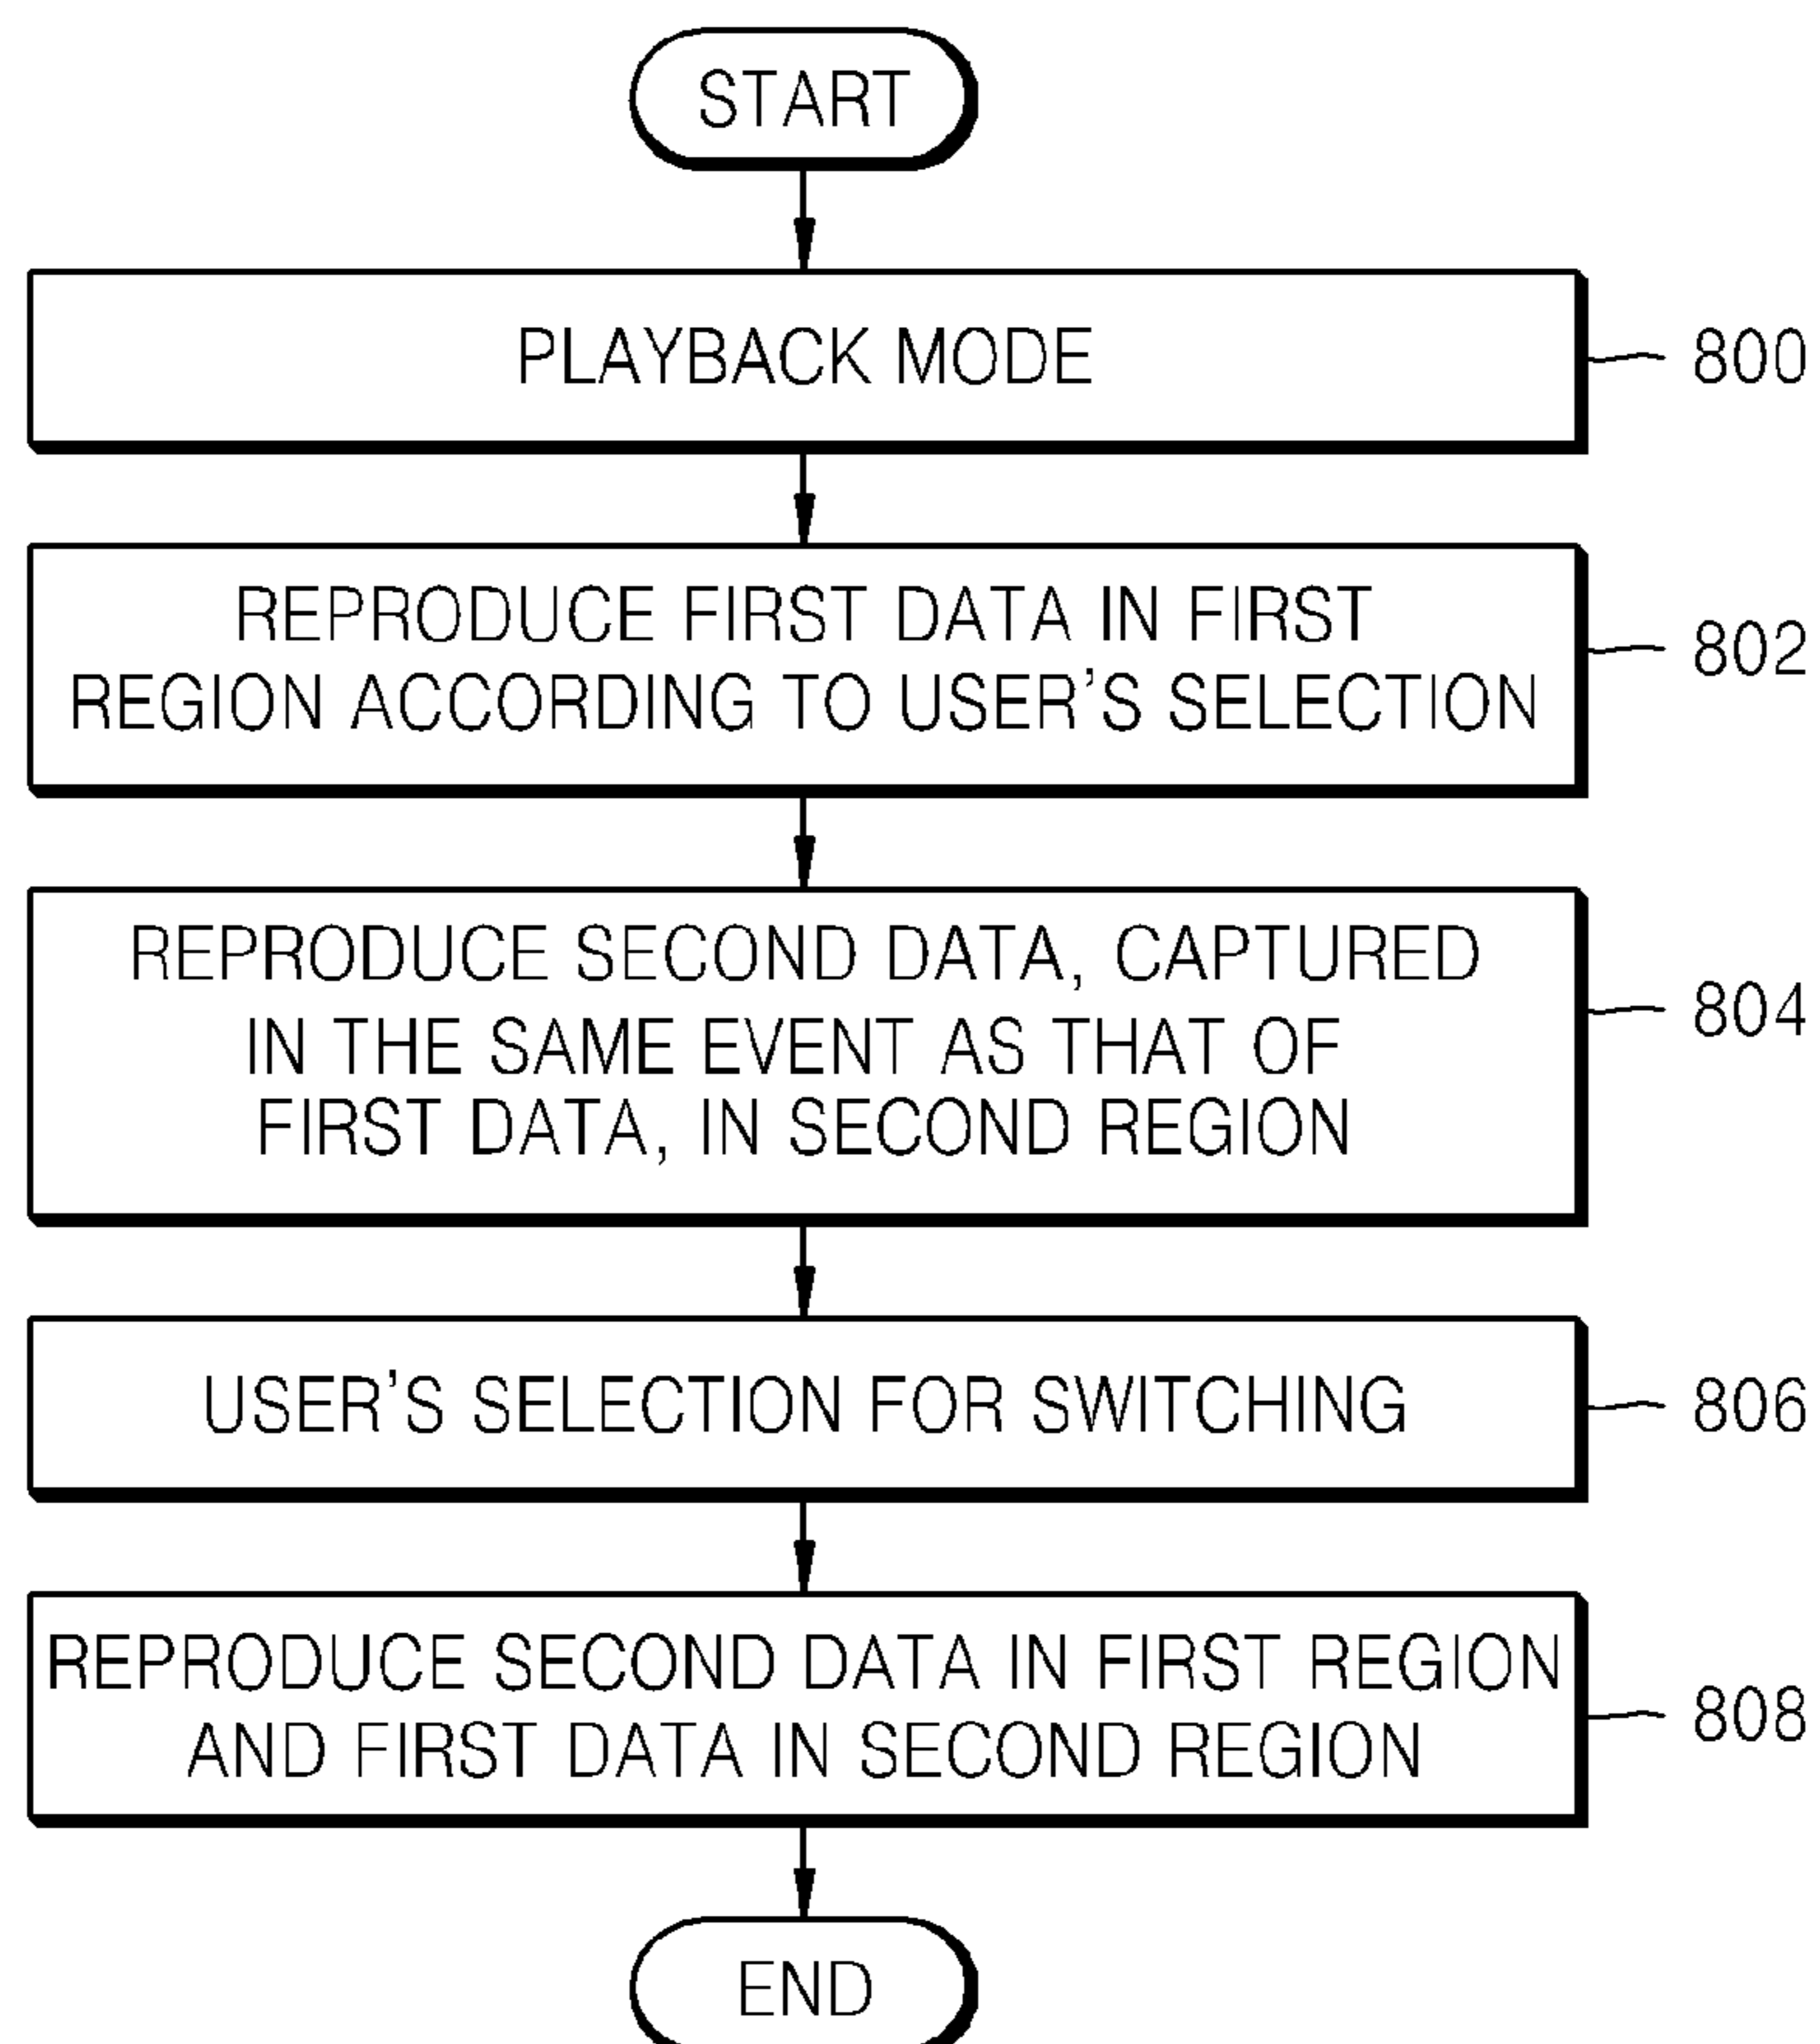 START
PLAYBACK MODE
800
REPRODUCE FIRST DATA IN FIRST
REGION ACCORDING TO USER'S SELECTION
802
REPRODUCE SECOND DATA, CAPTURED
IN THE SAME EVENT AS THAT OF
FIRST DATA, IN SECOND REGION
804
USER'S SELECTION FOR SWITCHING
806
REPRODUCE SECOND DATA IN FIRST REGION
AND FIRST DATA IN SECOND REGION
808
END